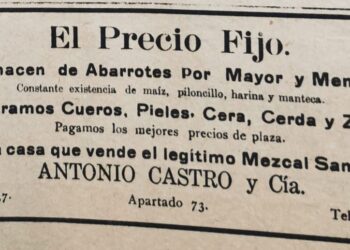 El Precio Fijo.
macen de Abarrotes Por Mayor y Men
Constante existencia de maíz, piloncillo, harina y manteca.
ramos Cueros, Pieles. Cera, Cerda y Z
Pagamos los mejores precios de plaza.
a casa que vende el legítimo Mezcal San
ANTONIO CASTRO y Cía.
27. Apartado 73. Tel